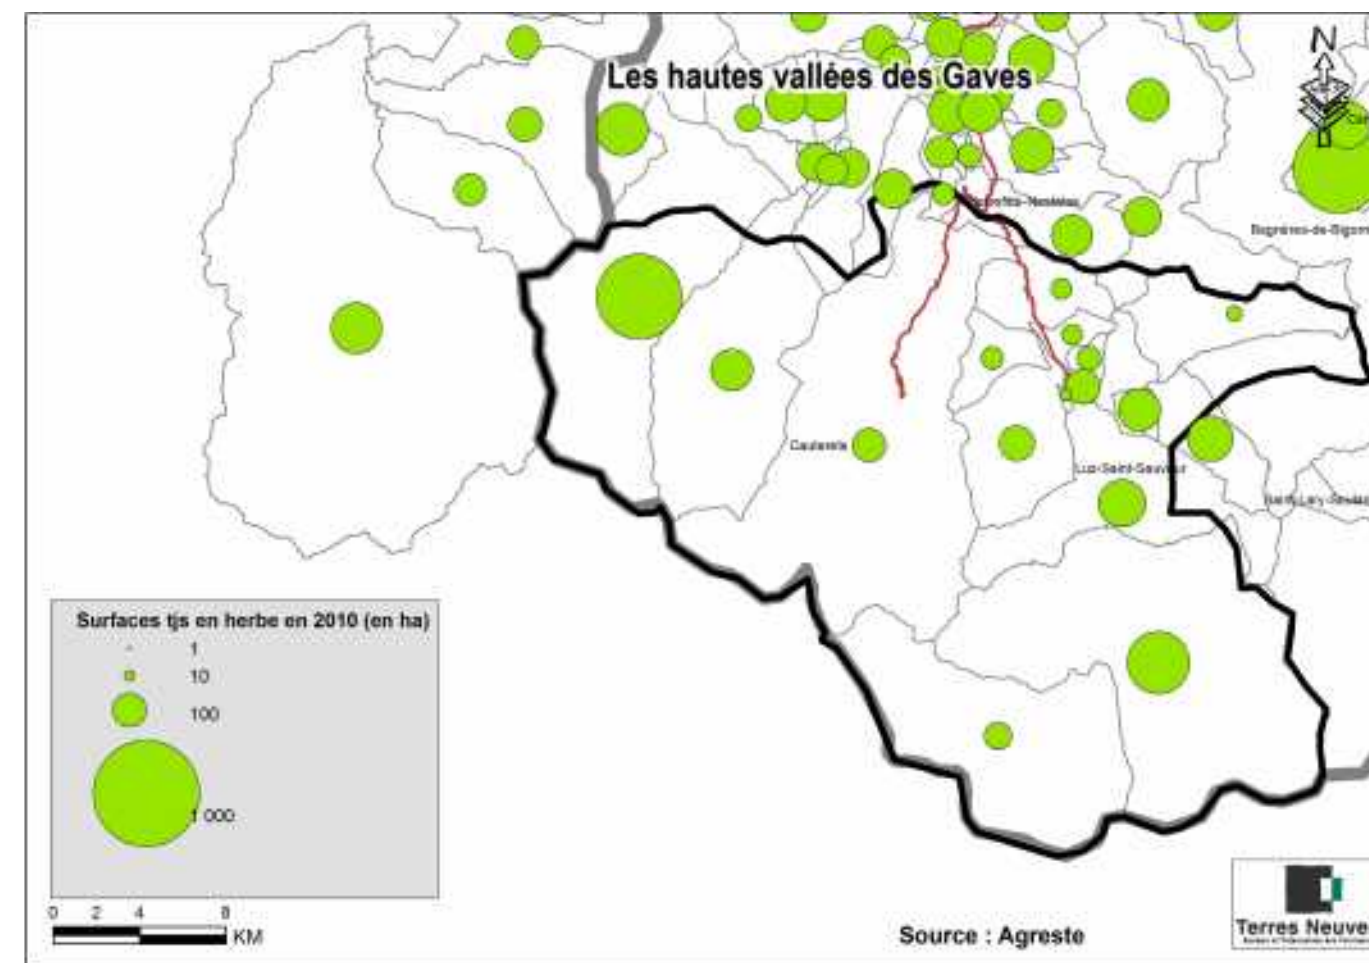 N
Les hautes vallées des Gaves
Cauterets
Luz-Saint-Sauveur
Surfaces tjs en herbe en 2010 (en ha)
1
10
100
1 000
0 2 4 8
KM
Source : Agreste
Terres Neuve